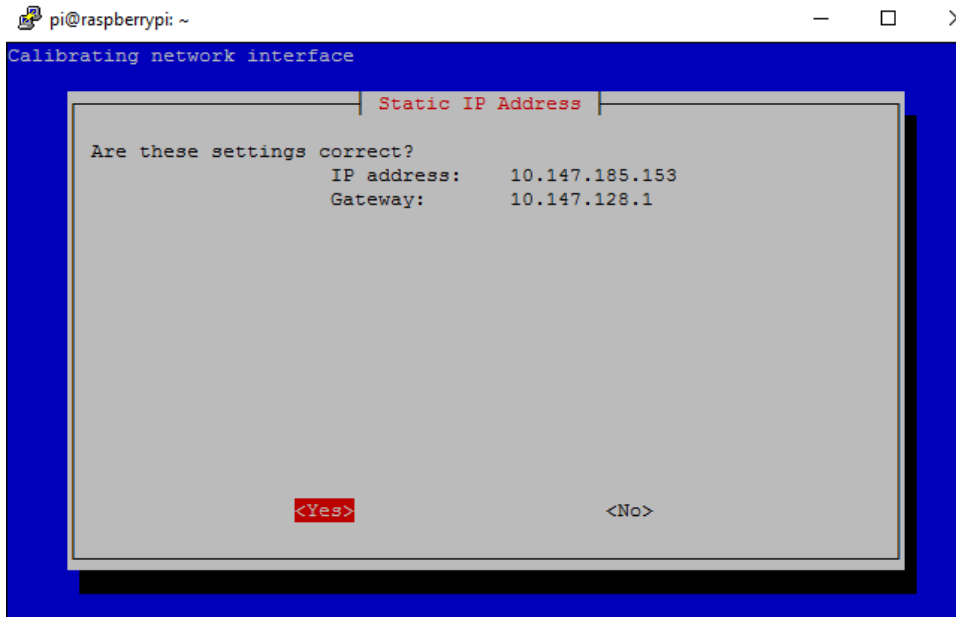 pi@raspberrypi: ~
Calibrating network interface
Static IP Address
Are these settings correct?
IP address: 10.147.185.153
Gateway: 10.147.128.1
<Yes> <No>